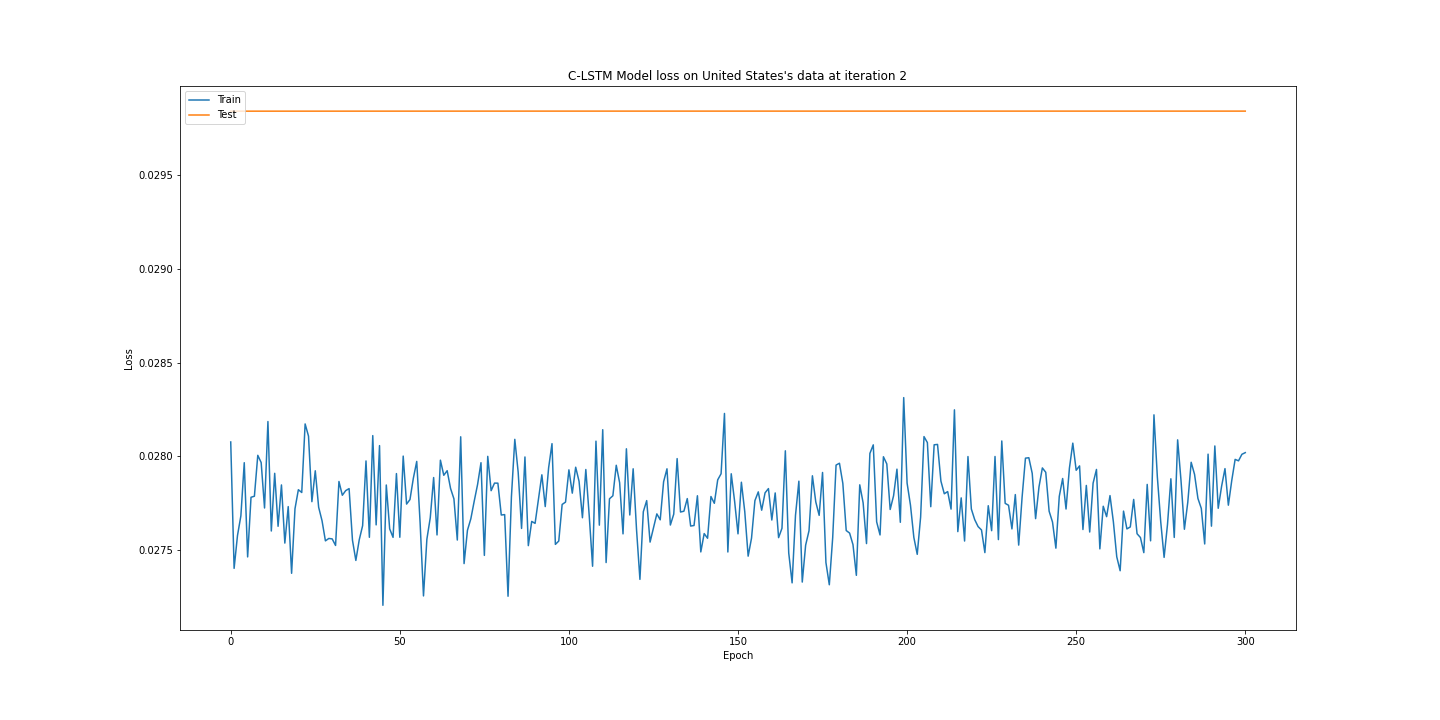 C-LSTM Model loss on United States's data at iteration 2
Train
Test
0.0295
0.0290
0.0285
0.0280
0.0275
Loss
0 50 100 150 200 250 300
Epoch